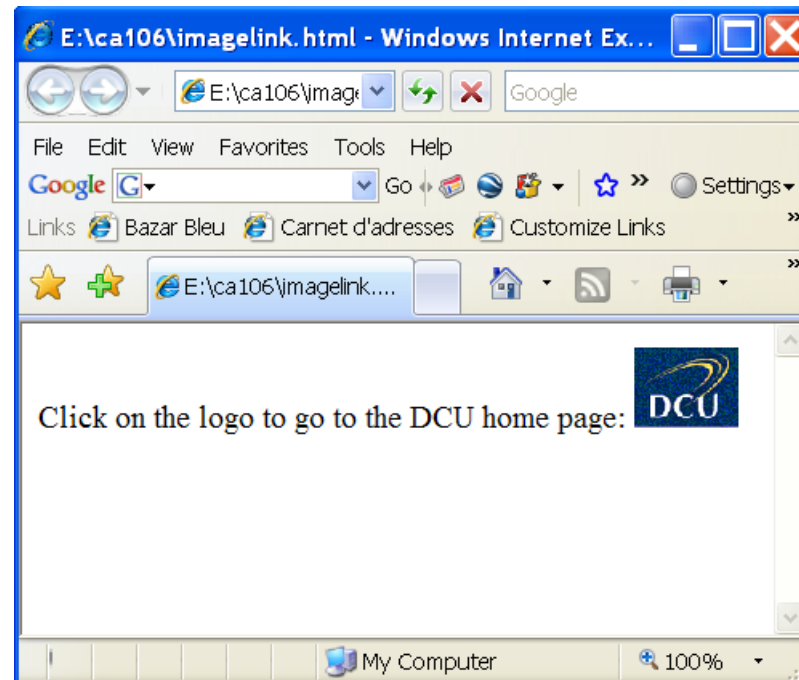 E:\ca106\imagelink.html - Windows Internet Ex...
E:\ca106\image
Google
File Edit View Favorites Tools Help
Google G Go » Settings
Links Bazar Bleu Carnet d'adresses Customize Links »
E:\ca106\imagelink.... »
Click on the logo to go to the DCU home page: DCU
My Computer 100%